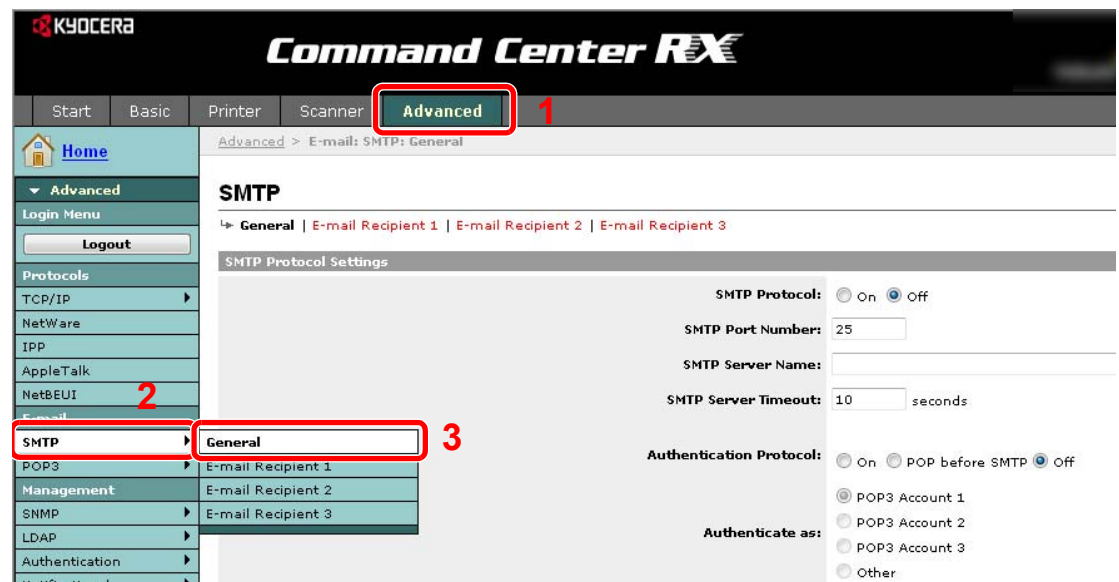 KYOCERA
Command Center RX
Start Basic Printer Scanner Advanced 1
Home
Advanced > E-mail: SMTP: General
Advanced
Login Menu
Logout
Protocols
TCP/IP
NetWare
IPP
AppleTalk
NetBEUI
2
E-mail
SMTP
POP3
Management
SNMP
LDAP
Authentication
General
3
E-mail Recipient 1
E-mail Recipient 2
E-mail Recipient 3
SMTP
General | E-mail Recipient 1 | E-mail Recipient 2 | E-mail Recipient 3
SMTP Protocol Settings
SMTP Protocol: On Off
SMTP Port Number: 25
SMTP Server Name:
SMTP Server Timeout: 10 seconds
Authentication Protocol: On POP before SMTP Off
Authenticate as:
POP3 Account 1
POP3 Account 2
POP3 Account 3
Other